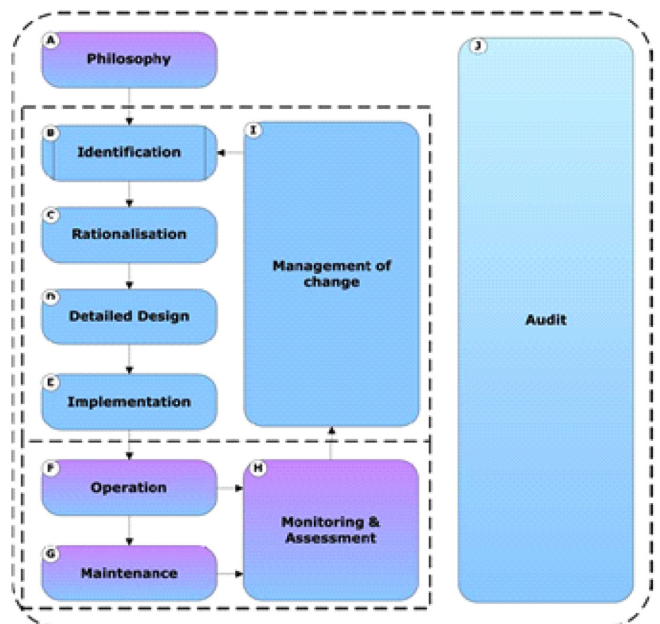 A
Philosophy
B
Identification
C
Rationalisation
D
Detailed Design
E
Implementation
F
Operation
G
Maintenance
H
Monitoring &
Assessment
I
Management of
change
J
Audit